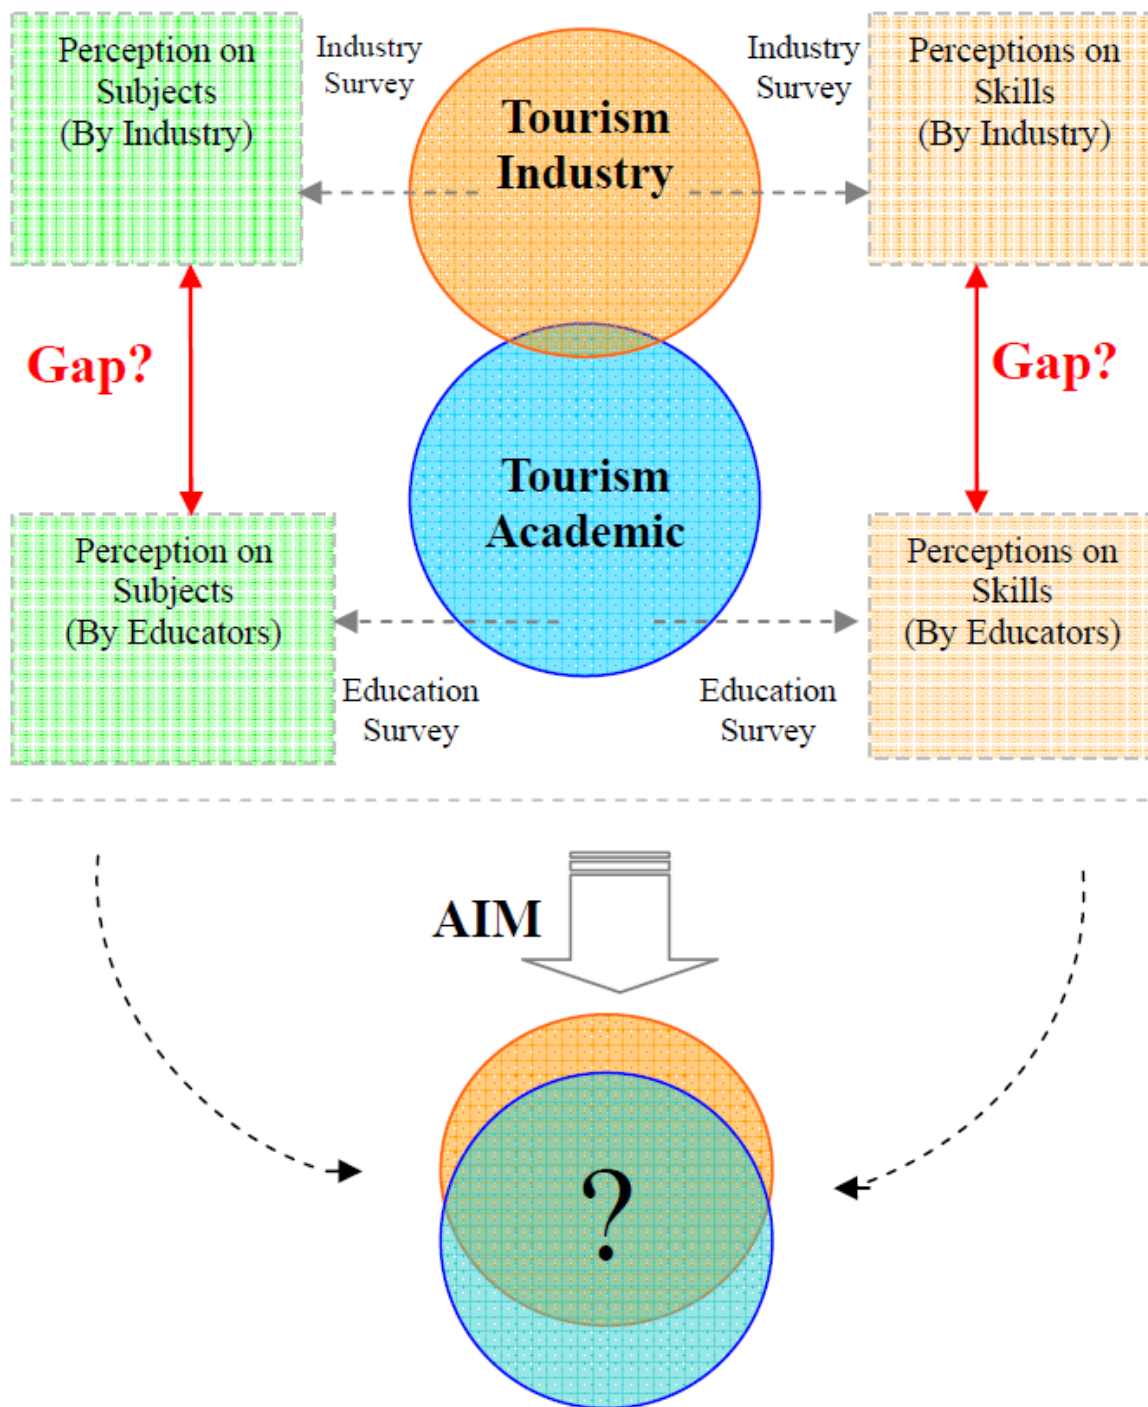 Perception on
Subjects
(By Industry)
Industry
Survey
Tourism
Industry
Industry
Survey
Perceptions on
Skills
(By Industry)
Gap?
Gap?
Perception on
Subjects
(By Educators)
Tourism
Academic
Perceptions on
Skills
(By Educators)
Education
Survey
Education
Survey
AIM
?